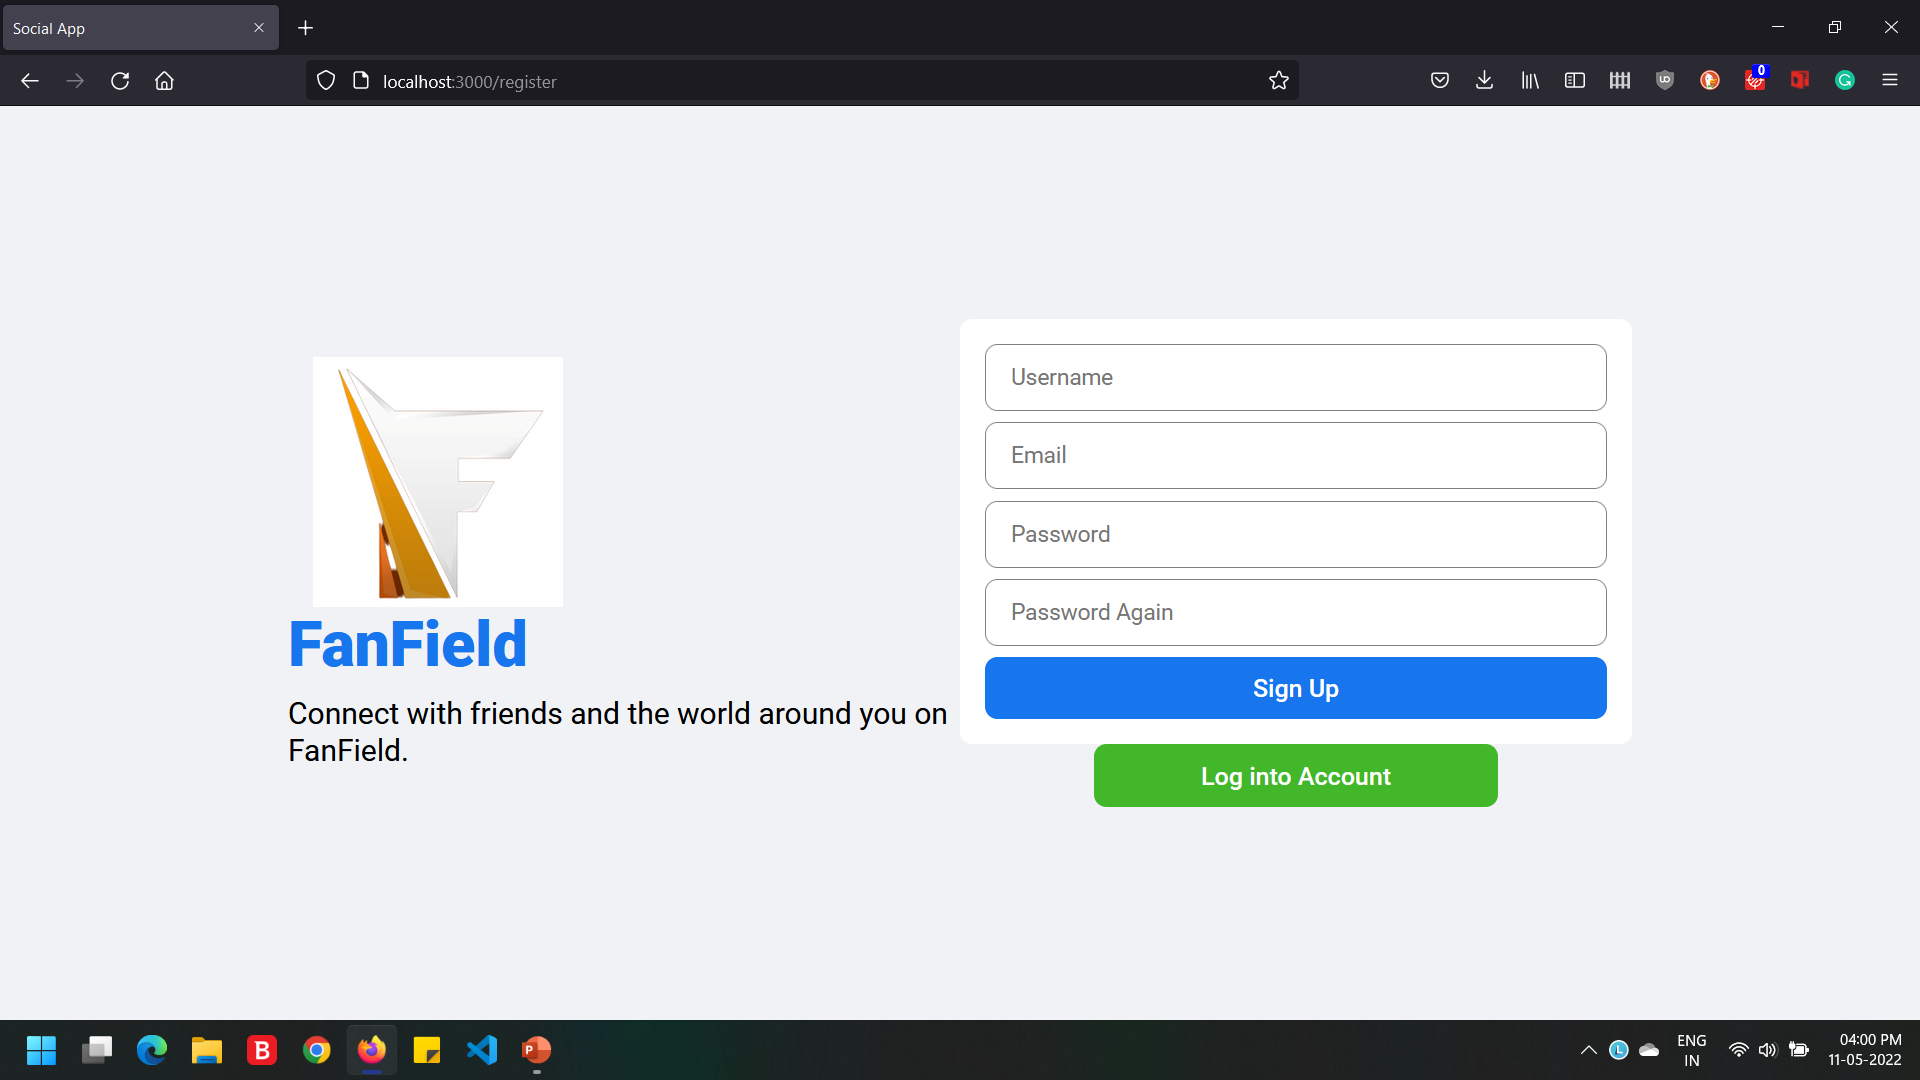 Social App
localhost:3000/register
0
FanField
Connect with friends and the world around you on
FanField.
Username
Email
Password
Password Again
Sign Up
Log into Account
ENG
IN
04:00 PM
11-05-2022